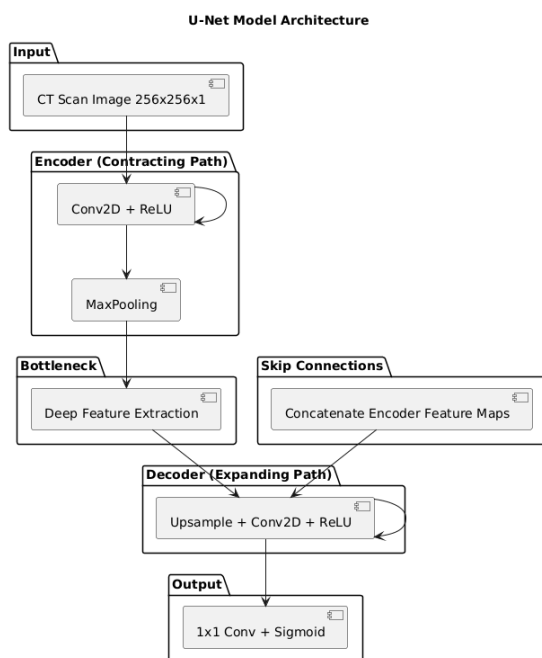 U-Net Model Architecture
Input
CT Scan Image 256x256x1
Encoder (Contracting Path)
Conv2D + ReLU
MaxPooling
Bottleneck
Skip Connections
Deep Feature Extraction
Concatenate Encoder Feature Maps
Decoder (Expanding Path)
Upsample + Conv2D + ReLU
Output
1x1 Conv + Sigmoid